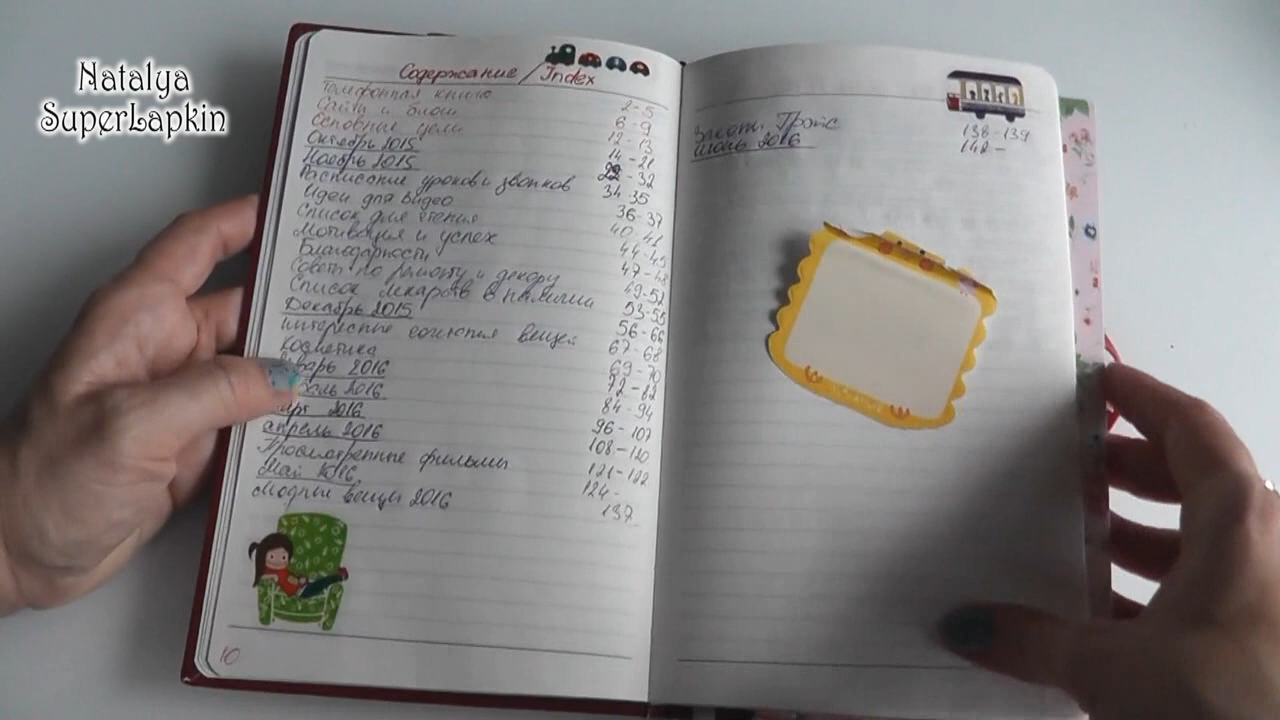 Natalya
SuperLapkin
Содержание / Index
Телефонная книга 2-5
Сайты и блоги 6-9
Основные цели 12-13
Октябрь 2015 14-21
Ноябрь 2015 22-32
Расписание уроков и звонков 34-35
Идеи для видео 36-37
Список для чтения 40-41
Мотивация и успех 44-45
Благодарности 47-48
Советы по ремонту и декору 49-52
Список лекарств в наличии 53-55
Декабрь 2015 56-66
интересные сочетания вещей 67-68
косметика 69-70
Январь 2016 72-82
2016 84-94
Март 2016 96-107
апрель 2016 108-120
Просмотренные фильмы 121-122
Май 2016 124-
Модные вещи 2016 137
10
138-139
Июнь 2016 142-